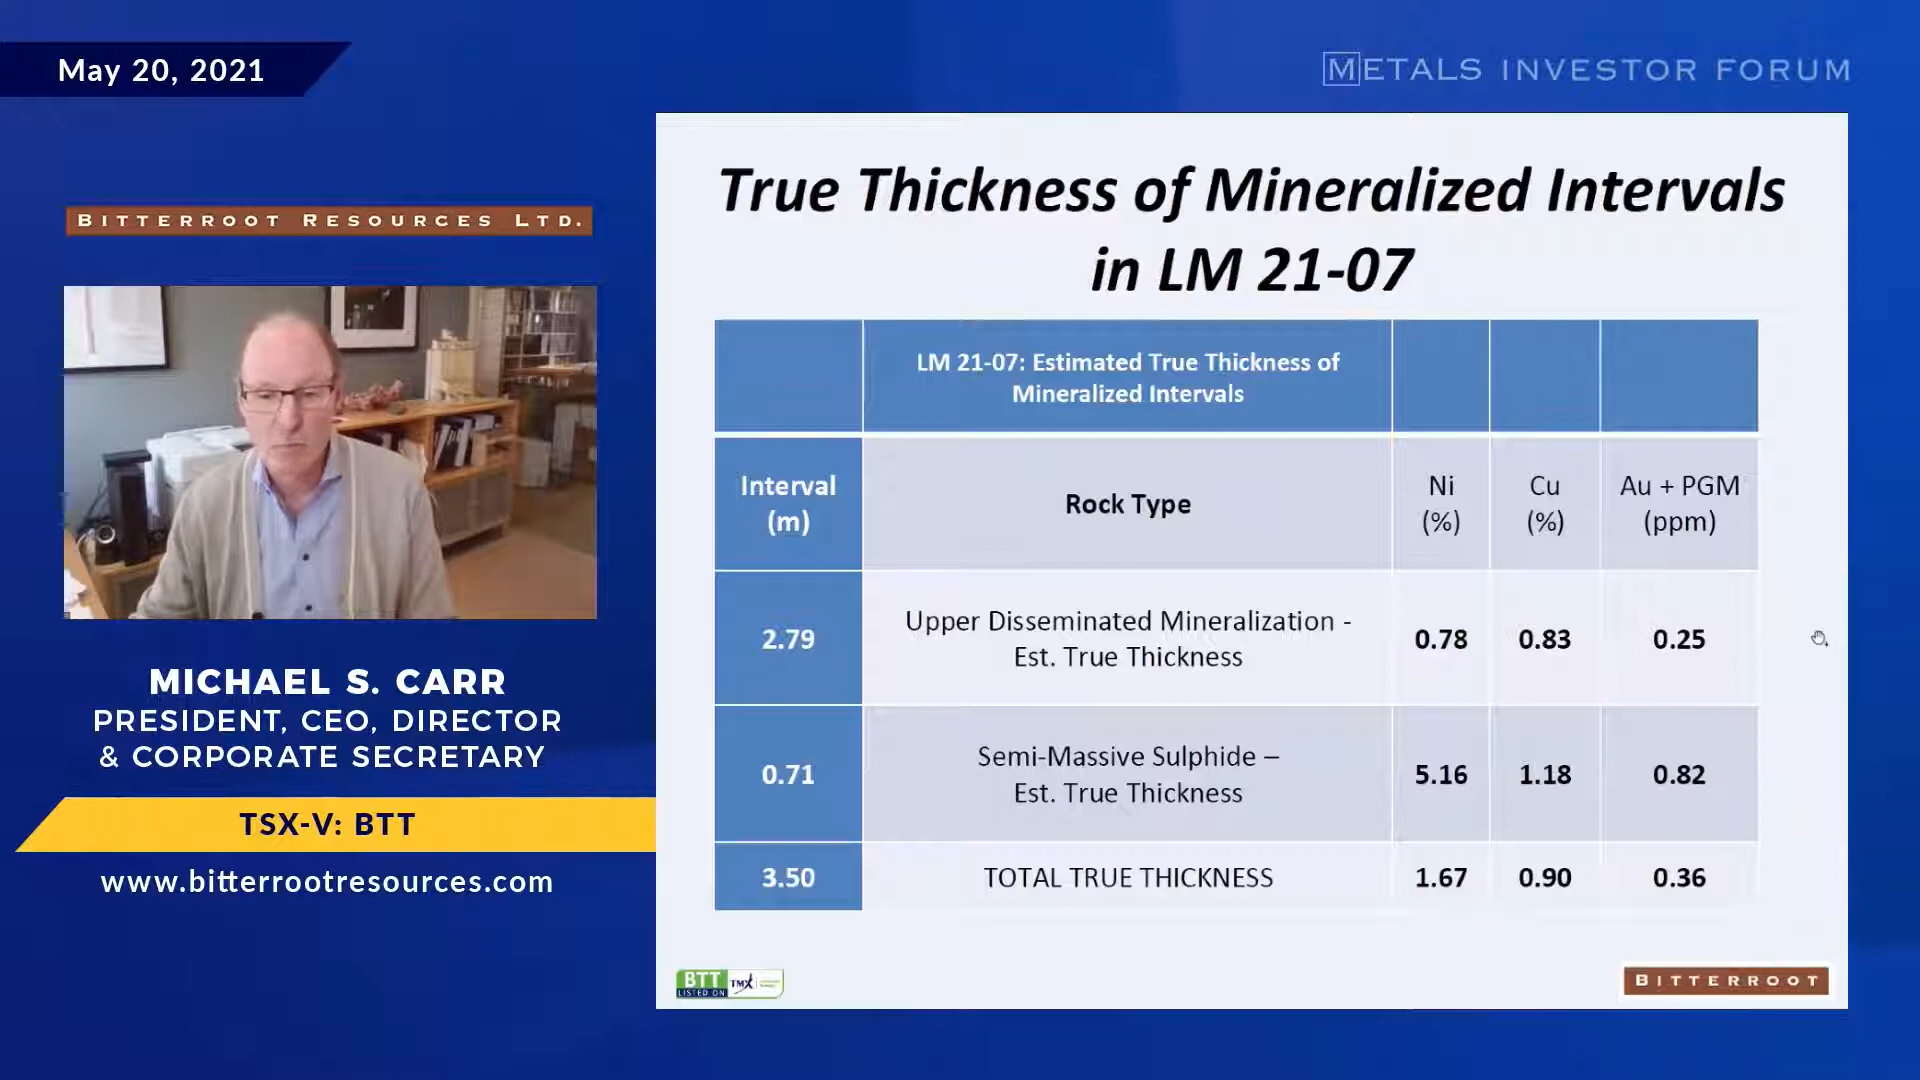 May 20, 2021
METALS INVESTOR FORUM
BITTERROOT RESOURCES LTD.
MICHAEL S. CARR
PRESIDENT, CEO, DIRECTOR
& CORPORATE SECRETARY
TSX-V: BTT
www.bitterrootresources.com
True Thickness of Mineralized Intervals
in LM 21-07
LM 21-07: Estimated True Thickness of
Mineralized Intervals
Interval
(m)
Rock Type
Ni
(%)
Cu
(%)
Au + PGM
(ppm)
2.79
Upper Disseminated Mineralization -
Est. True Thickness
0.78
0.83
0.25
0.71
Semi-Massive Sulphide –
Est. True Thickness
5.16
1.18
0.82
3.50
TOTAL TRUE THICKNESS
1.67
0.90
0.36
BTT
LISTED ON
TMX
BITTERROOT